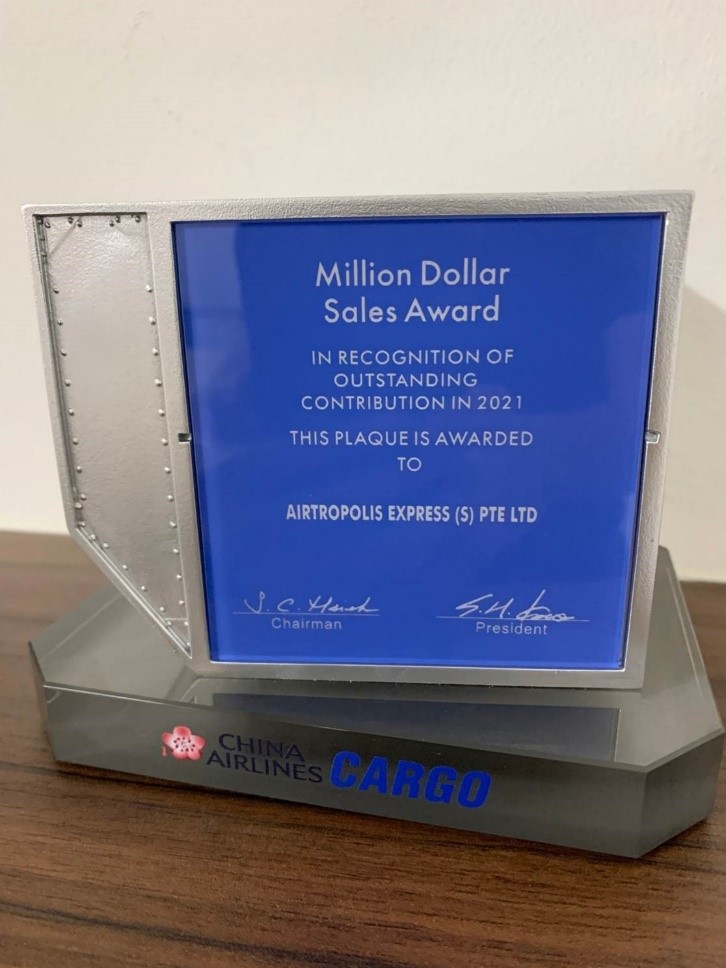 Million Dollar
Sales Award
IN RECOGNITION OF
OUTSTANDING
CONTRIBUTION IN 2021
THIS PLAQUE IS AWARDED
TO
AIRTROPOLIS EXPRESS (S) PTE LTD
J. C. Hsieh
Chairman
S.H.
President
CHINA
AIRLINES CARGO